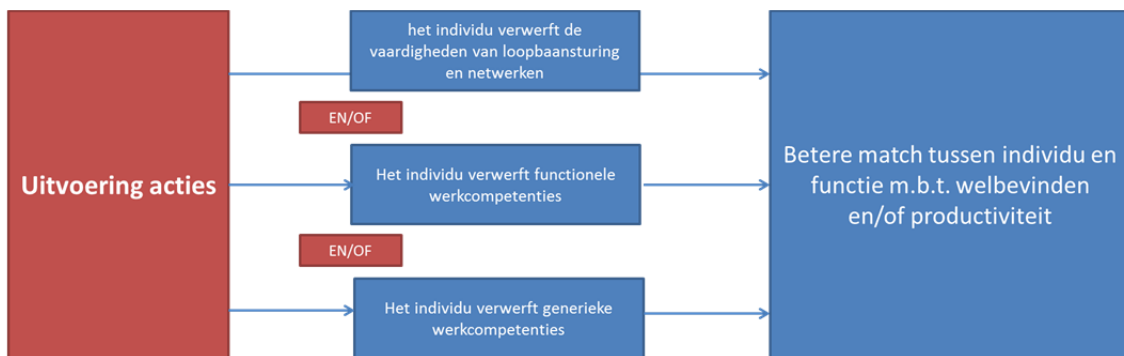 Uitvoering acties
het individu verwerft de
vaardigheden van loopbaansturing
en netwerken
EN/OF
Het individu verwerft functionele
werkcompetenties
EN/OF
Het individu verwerft generieke
werkcompetenties
Betere match tussen individu en
functie m.b.t. welbevinden
en/of productiviteit